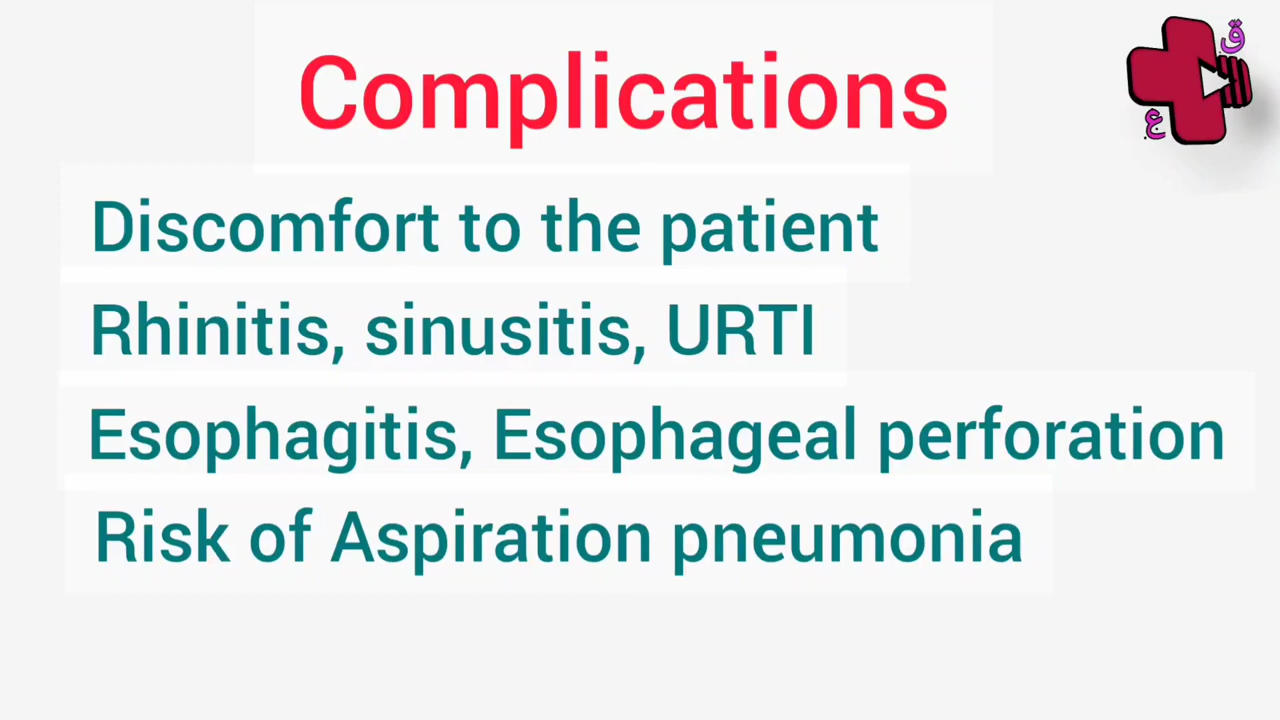 Complications
ق
ع
Discomfort to the patient
Rhinitis, sinusitis, URTI
Esophagitis, Esophageal perforation
Risk of Aspiration pneumonia